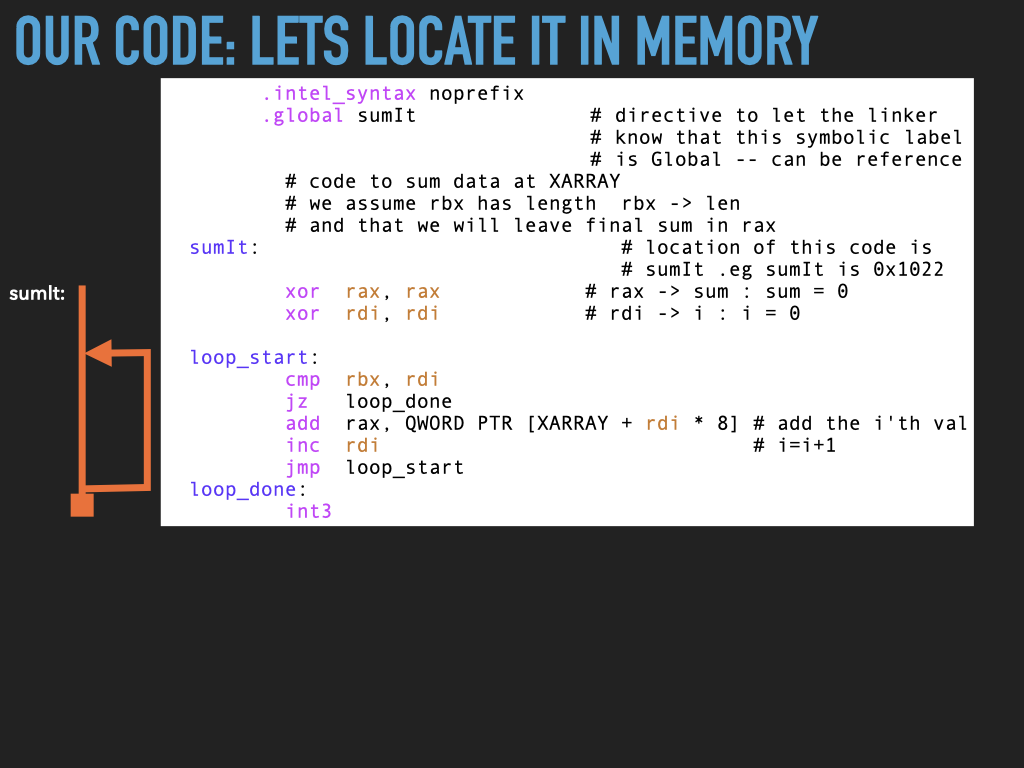 OUR CODE: LETS LOCATE IT IN MEMORY
.intel_syntax noprefix
.global sumIt # directive to let the linker
# know that this symbolic label
# is Global -- can be reference
# code to sum data at XARRAY
# we assume rbx has length rbx -> len
# and that we will leave final sum in rax
sumIt: # location of this code is
# sumIt .eg sumIt is 0x1022
sumIt:
xor rax, rax # rax -> sum : sum = 0
xor rdi, rdi # rdi -> i : i = 0
loop_start:
cmp rbx, rdi
jz loop_done
add rax, QWORD PTR [XARRAY + rdi * 8] # add the i'th val
inc rdi # i=i+1
jmp loop_start
loop_done:
int3